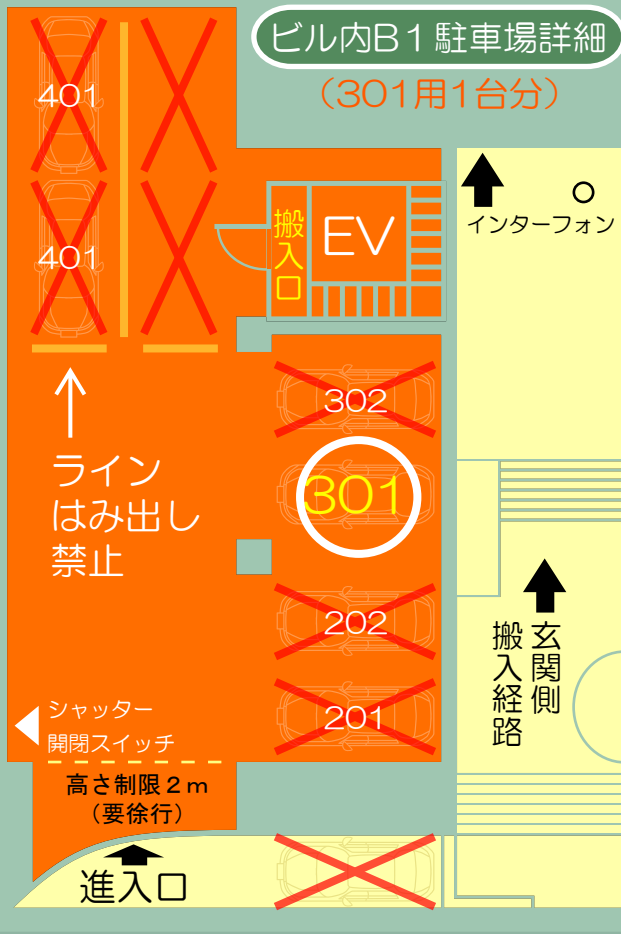 ビル内B1駐車場詳細
（301用1台分）
401
401
搬入口
EV
インターフォン
302
301
ライン
はみ出し
禁止
202
201
玄関側
搬入経路
シャッター
開閉スイッチ
高さ制限2m
（要徐行）
進入口